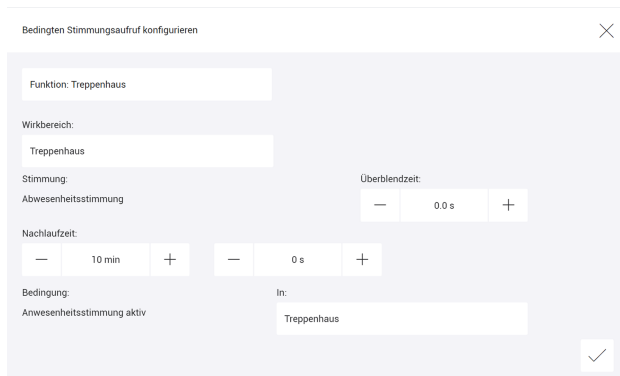 Bedingten Stimmungsaufruf konfigurieren
Funktion: Treppenhaus
Wirkbereich:
Treppenhaus
Stimmung:
Überblendzeit:
Abwesenheitsstimmung
0.0 s
Nachlaufzeit:
10 min
0 s
Bedingung:
In:
Anwesenheitsstimmung aktiv
Treppenhaus